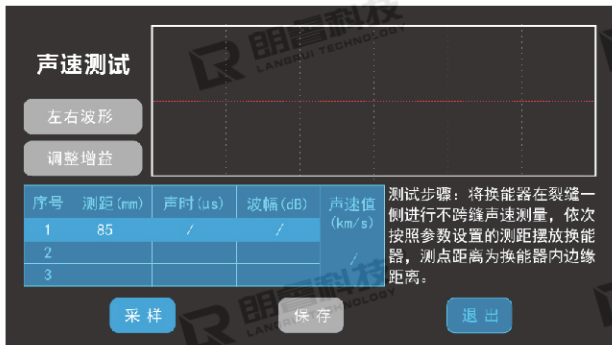 朗睿科技
LANGRUI TECHNOLOGY
声速测试
左右波形
调整增益
序号 测距(mm) 声时(μs) 波幅(dB) 声速值(km/s)
1 85 / / /
2
3
测试步骤：将换能器在裂缝一
侧进行不跨缝声速测量，依次
按照参数设置的测距摆放换能
器，测点距离为换能器内边缘
距离。
朗睿科技
LANGRUI TECHNOLOGY
采样 保存 退出